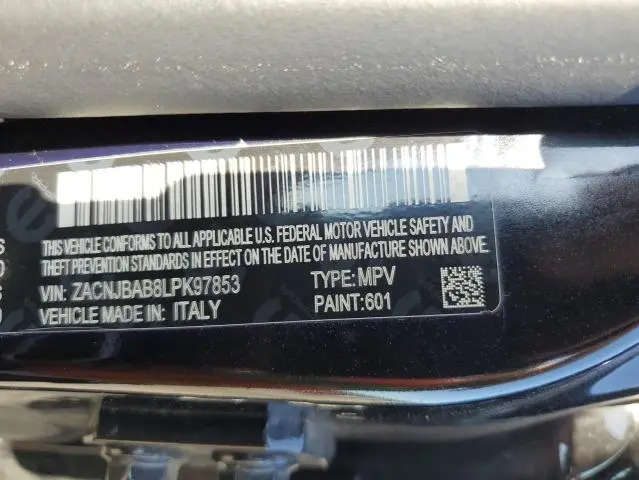 THIS VEHICLE CONFORMS TO ALL APPLICABLE U.S. FEDERAL MOTOR VEHICLE SAFETY AND
THEFT PREVENTION STANDARDS IN EFFECT ON THE DATE OF MANUFACTURE SHOWN ABOVE.
VIN: ZACNJBAB8LPK97853 TYPE: MPV
VEHICLE MADE IN: ITALY PAINT:601